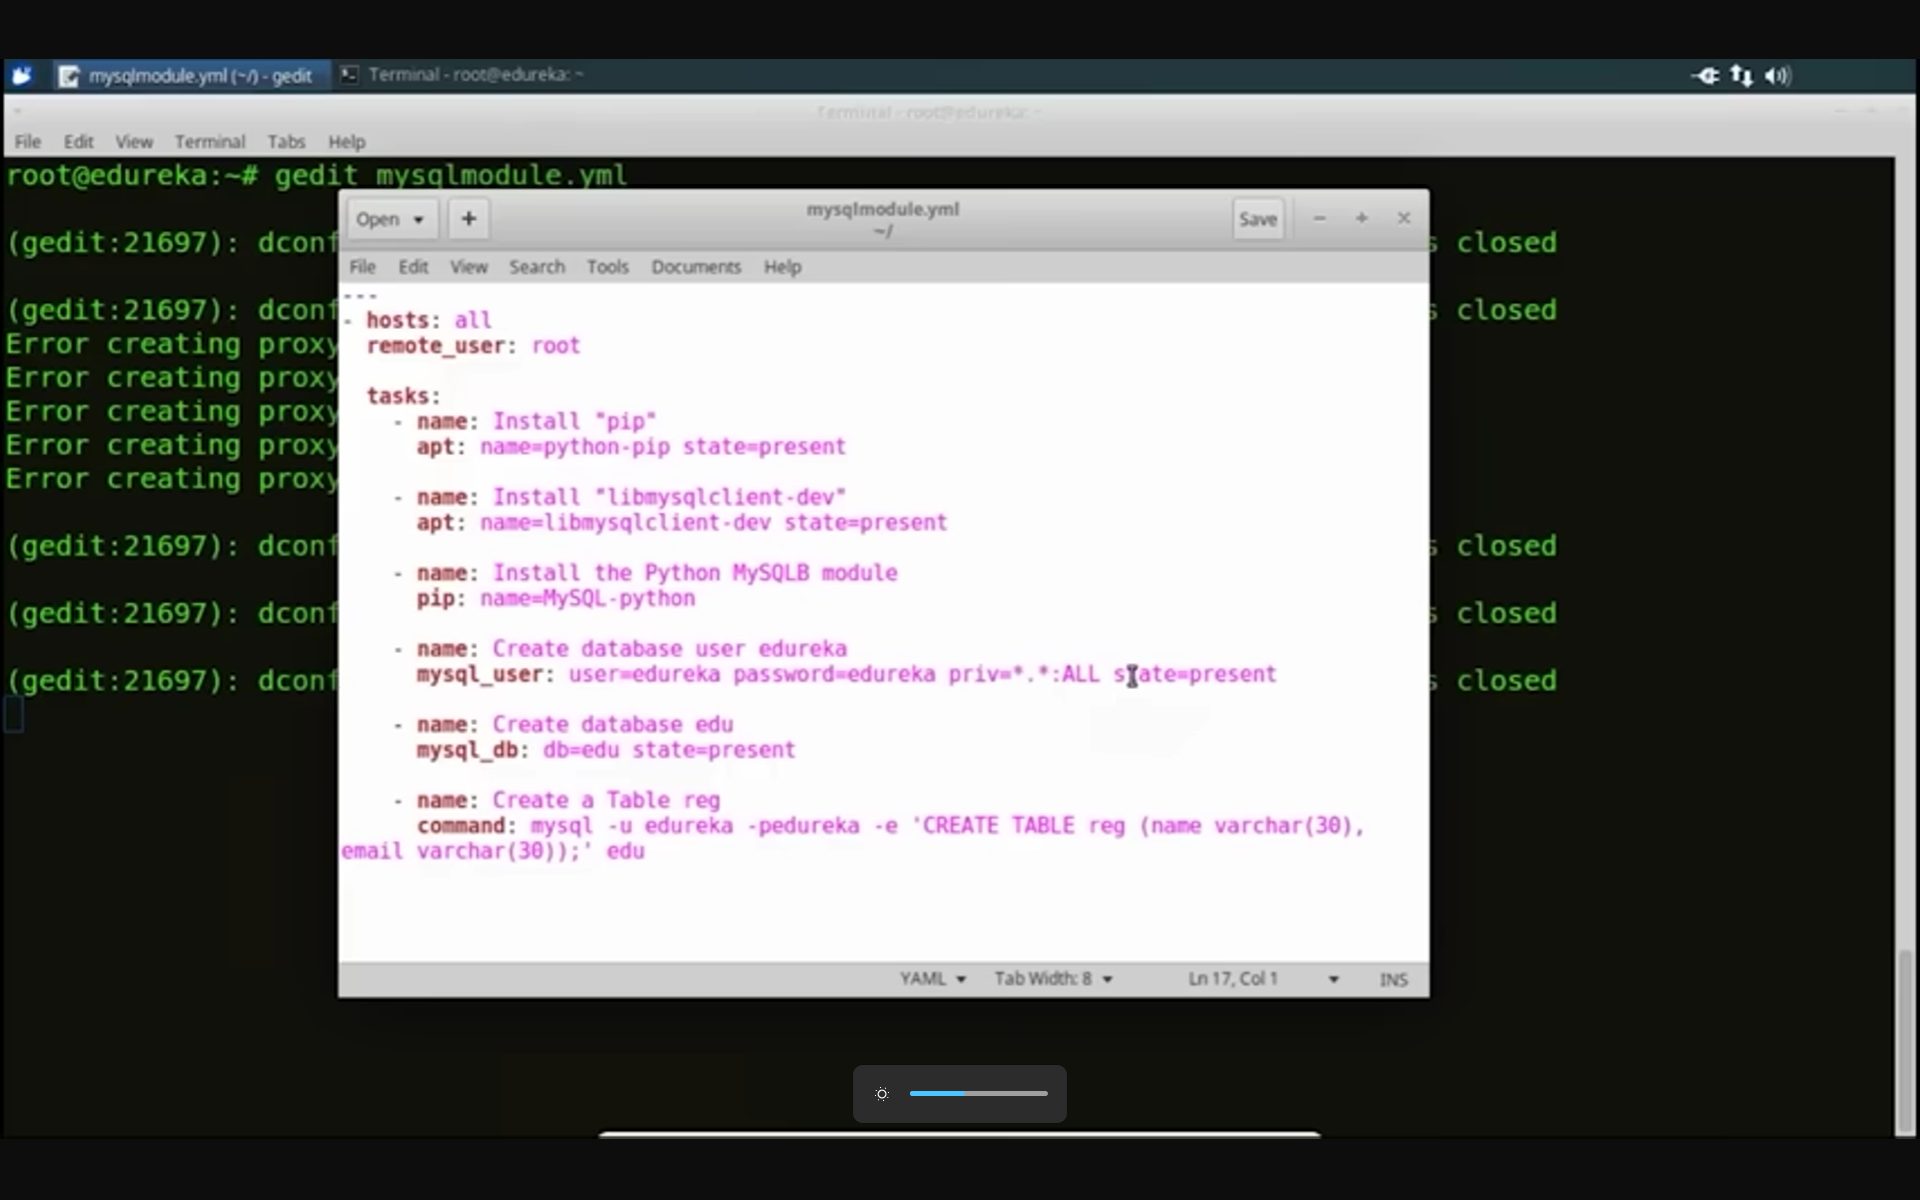 mysqlmodule.yml (~/) - gedit
Terminal - root@edureka: ~
Terminal - root@edureka: ~
File Edit View Terminal Tabs Help
root@edureka:~# gedit mysqlmodule.yml
Open + mysqlmodule.yml Save
~/
(gedit:21697): dconf s closed
File Edit View Search Tools Documents Help
---
(gedit:21697): dconf s closed
- hosts: all
remote_user: root
Error creating proxy
Error creating proxy
Error creating proxy
Error creating proxy
Error creating proxy
tasks:
- name: Install "pip"
apt: name=python-pip state=present
- name: Install "libmysqlclient-dev"
apt: name=libmysqlclient-dev state=present
(gedit:21697): dconf s closed
- name: Install the Python MySQLB module
pip: name=MySQL-python
(gedit:21697): dconf s closed
- name: Create database user edureka
mysql_user: user=edureka password=edureka priv=*.*:ALL state=present
(gedit:21697): dconf s closed
- name: Create database edu
mysql_db: db=edu state=present
- name: Create a Table reg
command: mysql -u edureka -pedureka -e 'CREATE TABLE reg (name varchar(30),
email varchar(30));' edu
YAML Tab Width: 8 Ln 17, Col 1 INS